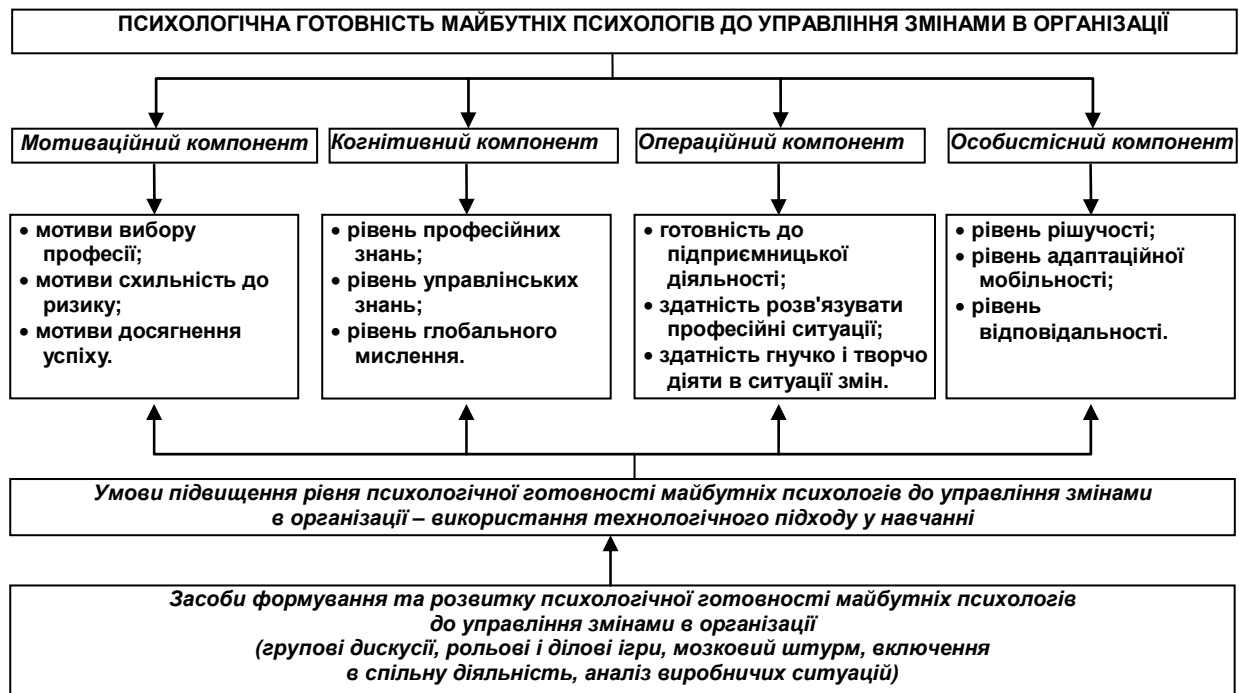 ПСИХОЛОГІЧНА ГОТОВНІСТЬ МАЙБУТНІХ ПСИХОЛОГІВ ДО УПРАВЛІННЯ ЗМІНАМИ В ОРГАНІЗАЦІЇ
Мотиваційний компонент
Когнітивний компонент
Операційний компонент
Особистісний компонент
• мотиви вибору
професії;
• мотиви схильність до
ризику;
• мотиви досягнення
успіху.
• рівень професійних
знань;
• рівень управлінських
знань;
• рівень глобального
мислення.
• готовність до
підприємницької
діяльності;
• здатність розв'язувати
професійні ситуації;
• здатність гнучко і творчо
діяти в ситуації змін.
• рівень рішучості;
• рівень адаптаційної
мобільності;
• рівень
відповідальності.
Умови підвищення рівня психологічної готовності майбутніх психологів до управління змінами
в організації – використання технологічного підходу у навчанні
Засоби формування та розвитку психологічної готовності майбутніх психологів
до управління змінами в організації
(групові дискусії, рольові і ділові ігри, мозковий штурм, включення
в спільну діяльність, аналіз виробничих ситуацій)